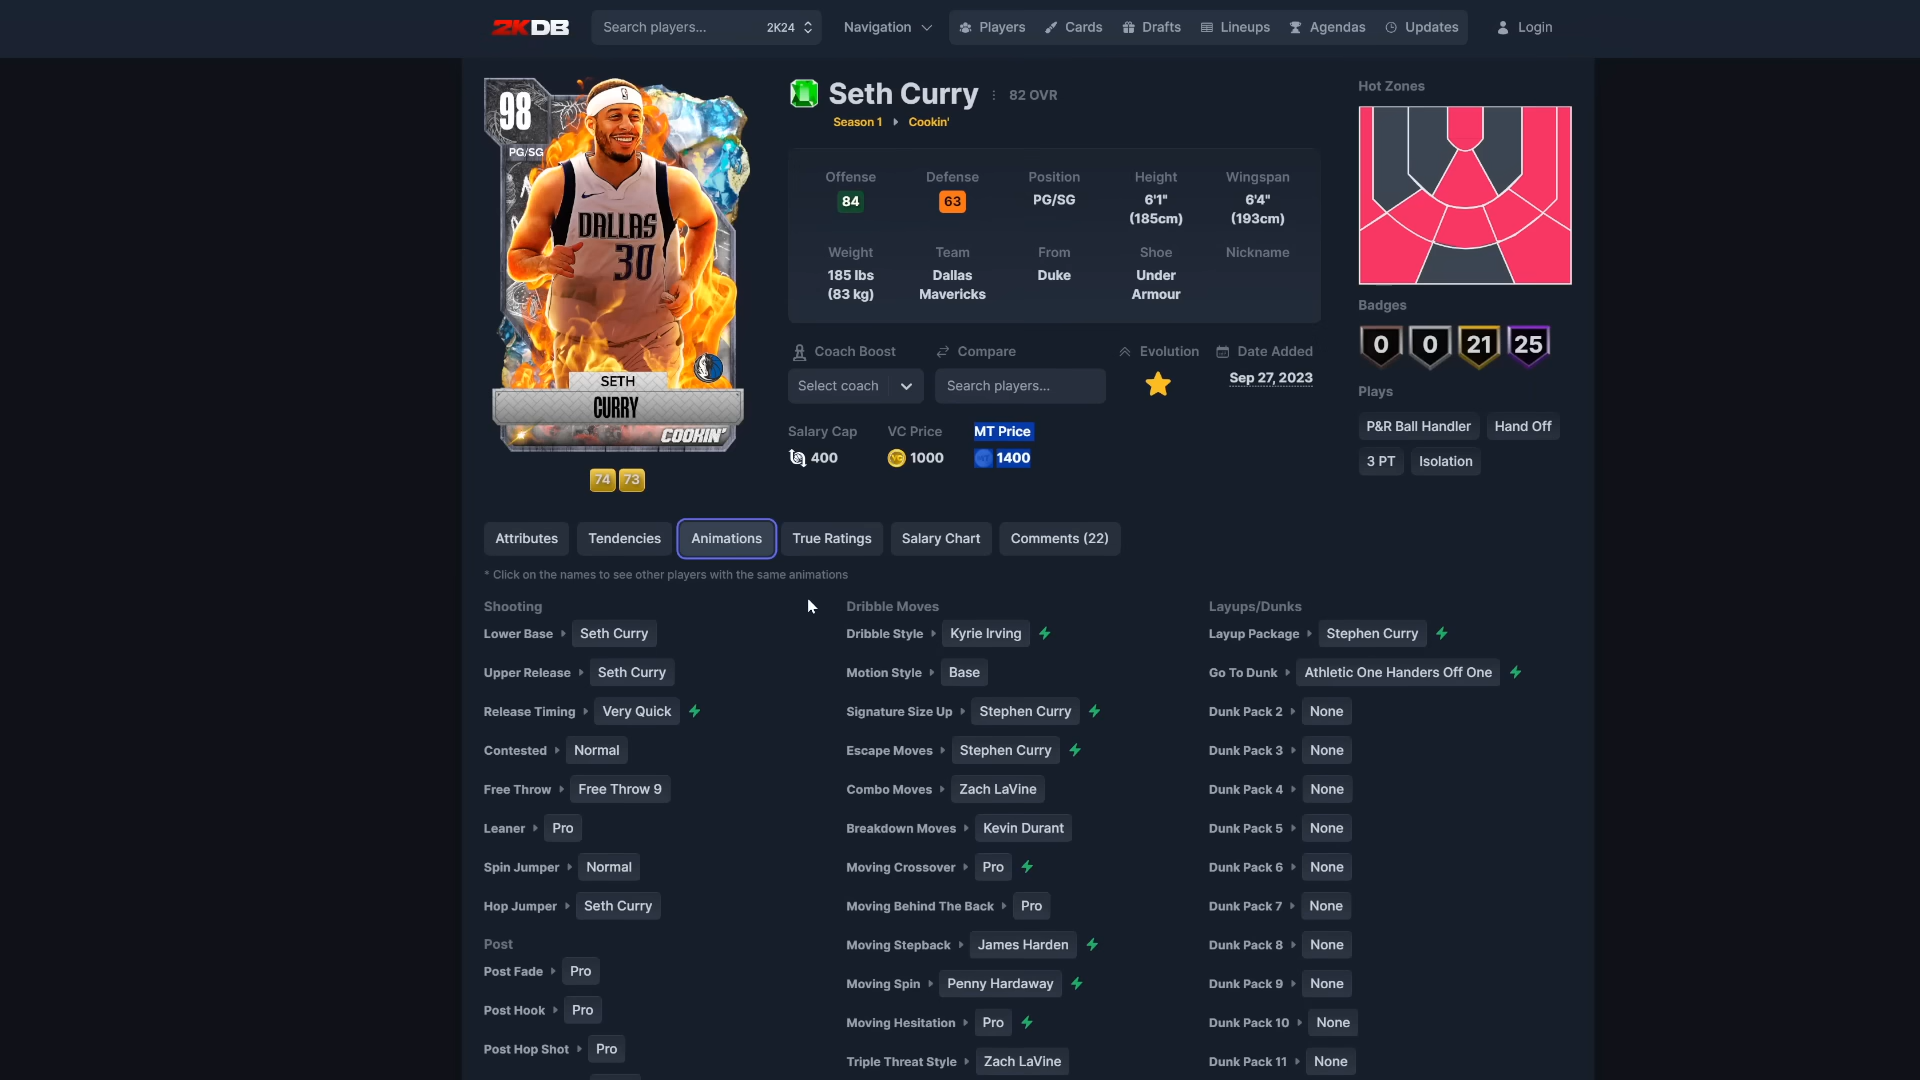 2KDB
Search players...
2K24
Navigation
Players
Cards
Drafts
Lineups
Agendas
Updates
Login
98
PG/SG
DALLAS
30
SETH
CURRY
COOKIN'
74 73
Seth Curry
82 OVR
Season 1 Cookin'
Offense Defense Position Height Wingspan
84 63 PG/SG 6'1" 6'4"
(185cm) (193cm)
Weight Team From Shoe Nickname
185 lbs Dallas Duke Under
(83 kg) Mavericks Armour
Coach Boost Compare Evolution Date Added
Select coach Search players... Sep 27, 2023
Salary Cap VC Price MT Price
400 1000 1400
Hot Zones
Badges
0 0 21 25
Plays
P&R Ball Handler Hand Off
3 PT Isolation
Attributes Tendencies Animations True Ratings Salary Chart Comments (22)
* Click on the names to see other players with the same animations
Shooting
Lower Base Seth Curry
Upper Release Seth Curry
Release Timing Very Quick
Contested Normal
Free Throw Free Throw 9
Leaner Pro
Spin Jumper Normal
Hop Jumper Seth Curry
Post
Post Fade Pro
Post Hook Pro
Post Hop Shot Pro
Dribble Moves
Dribble Style Kyrie Irving
Motion Style Base
Signature Size Up Stephen Curry
Escape Moves Stephen Curry
Combo Moves Zach LaVine
Breakdown Moves Kevin Durant
Moving Crossover Pro
Moving Behind The Back Pro
Moving Stepback James Harden
Moving Spin Penny Hardaway
Moving Hesitation Pro
Triple Threat Style Zach LaVine
Layups/Dunks
Layup Package Stephen Curry
Go To Dunk Athletic One Handers Off One
Dunk Pack 2 None
Dunk Pack 3 None
Dunk Pack 4 None
Dunk Pack 5 None
Dunk Pack 6 None
Dunk Pack 7 None
Dunk Pack 8 None
Dunk Pack 9 None
Dunk Pack 10 None
Dunk Pack 11 None